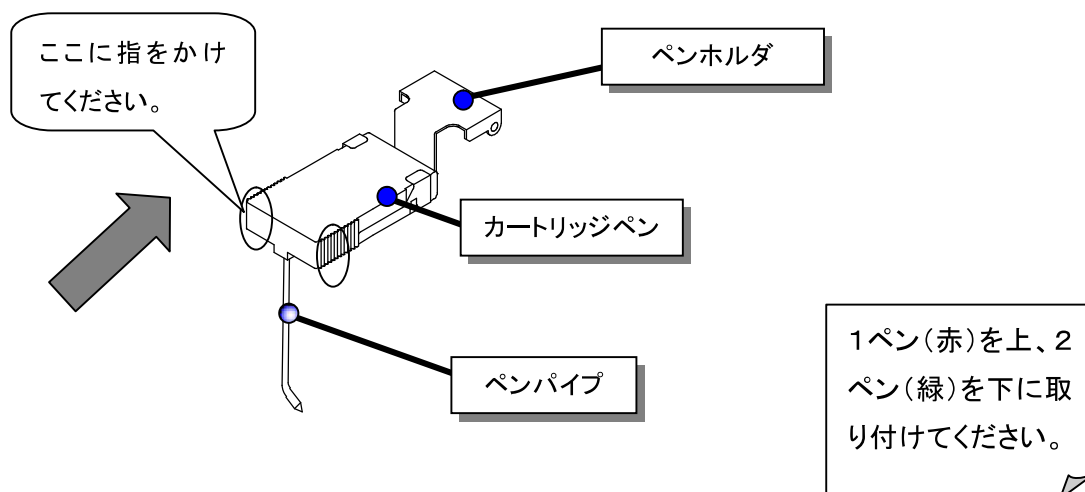 ここに指をかけ
てください。
ペンホルダ
カートリッジペン
ペンパイプ
１ペン（赤）を上、２
ペン（緑）を下に取
り付けてください。